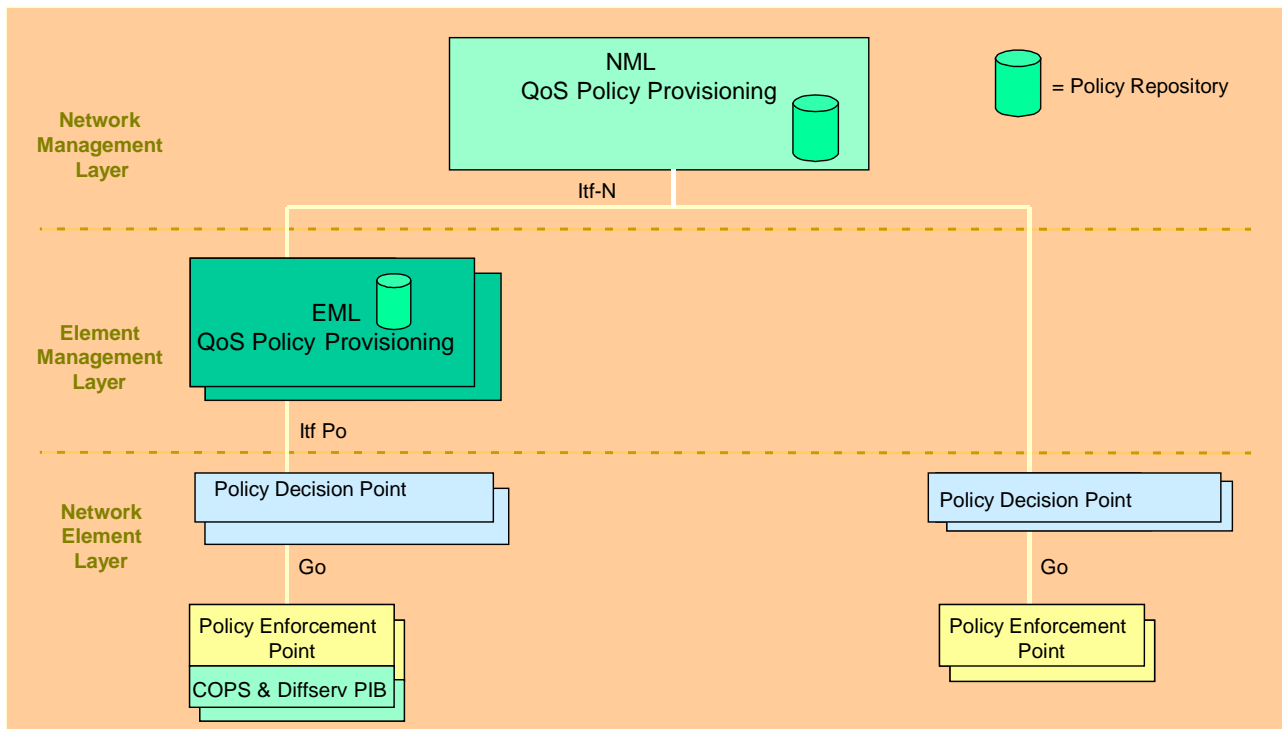 NML
QoS Policy Provisioning
= Policy Repository
Network
Management
Layer
Itf-N
EML
QoS Policy Provisioning
Element
Management
Layer
Itf Po
Policy Decision Point
Policy Decision Point
Network
Element
Layer
Go
Go
Policy Enforcement
Point
COPS & Diffserv PIB
Policy Enforcement
Point